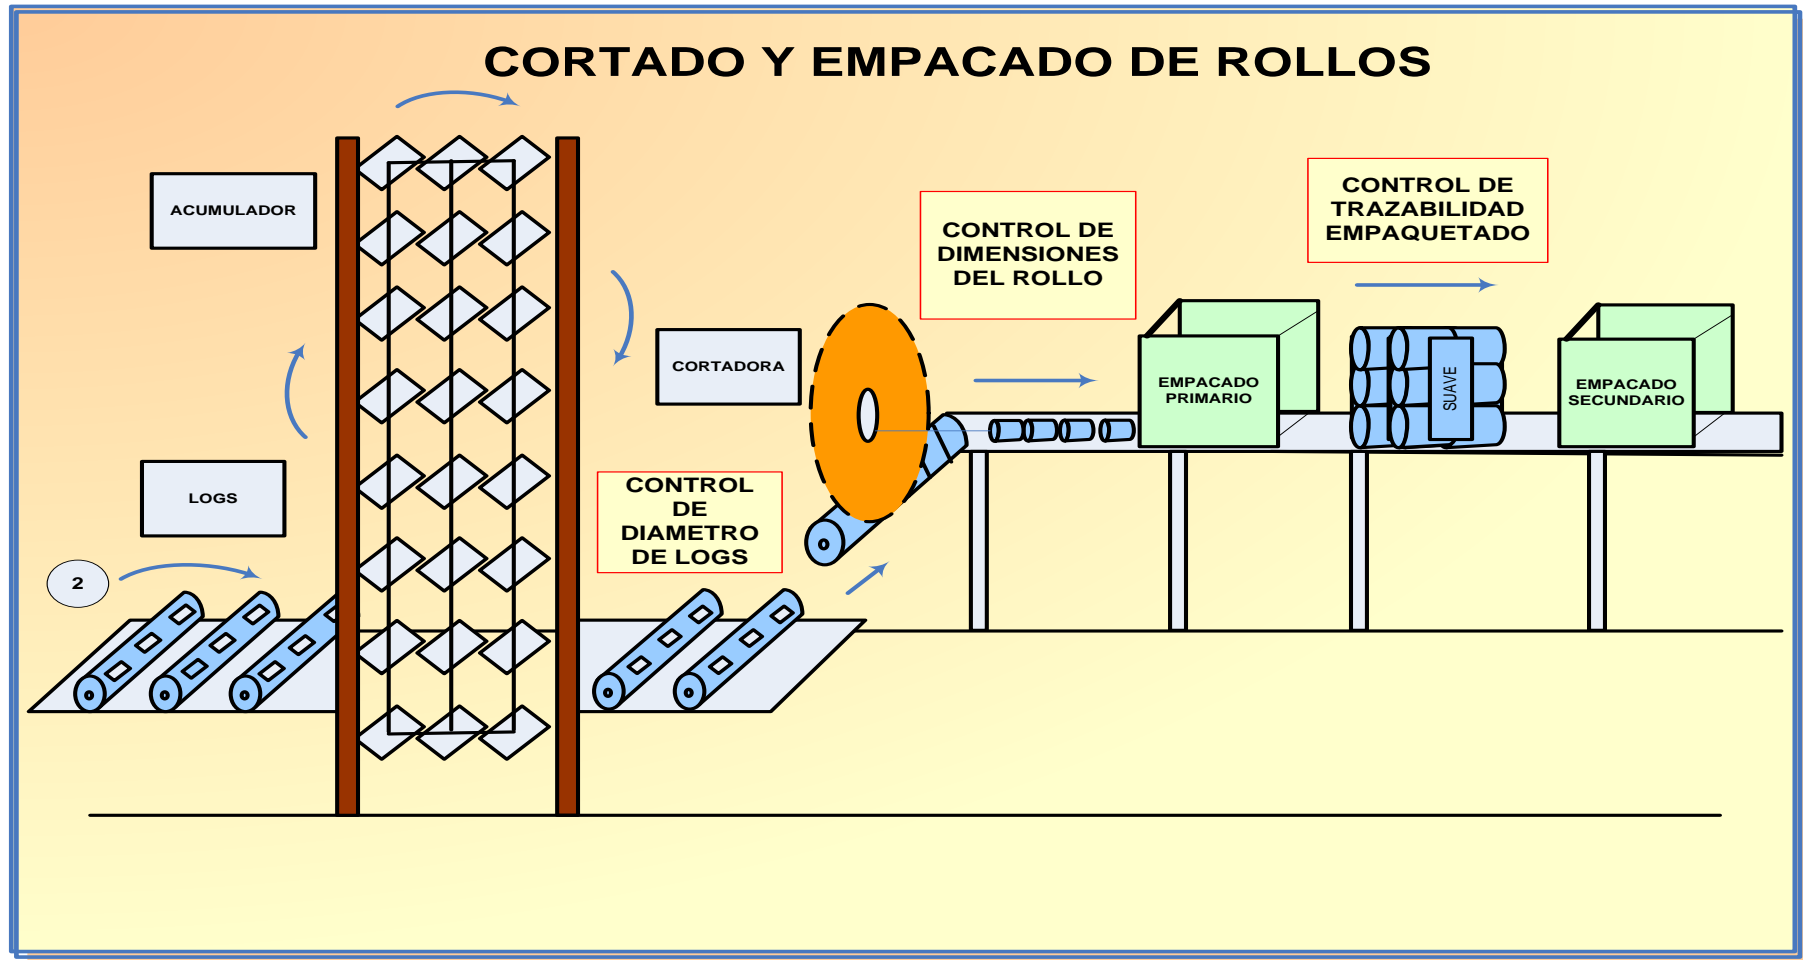 CORTADO Y EMPACADO DE ROLLOS
ACUMULADOR
LOGS
2
CONTROL
DE
DIAMETRO
DE LOGS
CORTADORA
CONTROL DE
DIMENSIONES
DEL ROLLO
EMPACADO
PRIMARIO
CONTROL DE
TRAZABILIDAD
EMPAQUETADO
SUAVE
EMPACADO
SECUNDARIO